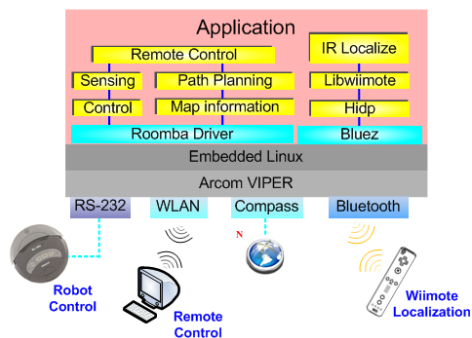 Application
Remote Control
IR Localize
Sensing
Path Planning
Libwiimote
Control
Map information
Hidp
Roomba Driver
Bluez
Embedded Linux
Arcom VIPER
RS-232
WLAN
Compass
Bluetooth
N
Robot
Control
Remote
Control
Wiimote
Localization